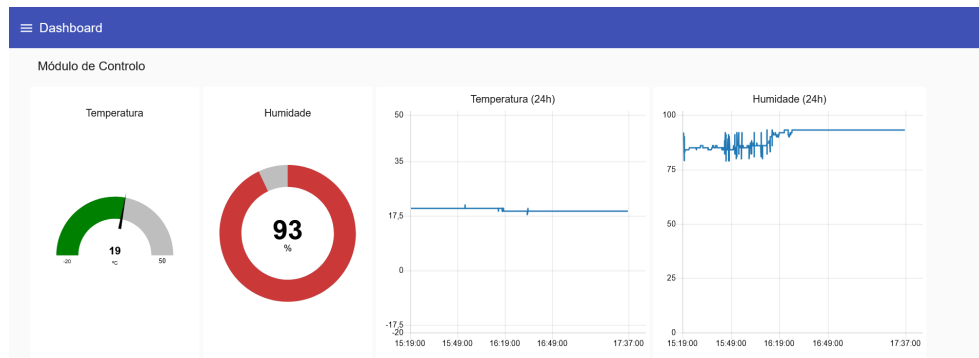 Dashboard
Módulo de Controlo
Temperatura
19
ºC
-20
50
Humidade
93
%
Temperatura (24h)
50
35
17,5
0
-17,5
-20
15:19:00 15:49:00 16:19:00 16:49:00 17:37:00
Humidade (24h)
100
75
50
25
0
15:19:00 15:49:00 16:19:00 16:49:00 17:37:00